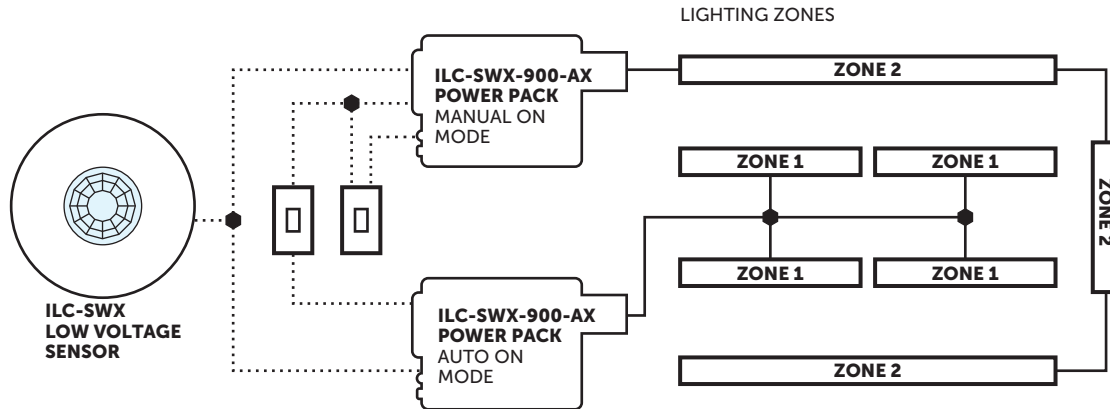 LIGHTING ZONES
ILC-SWX-900-AX
POWER PACK
MANUAL ON
MODE
ZONE 2
ZONE 1
ZONE 1
ZONE 2
ZONE 1
ZONE 1
ILC-SWX
LOW VOLTAGE
SENSOR
ILC-SWX-900-AX
POWER PACK
AUTO ON
MODE
ZONE 2